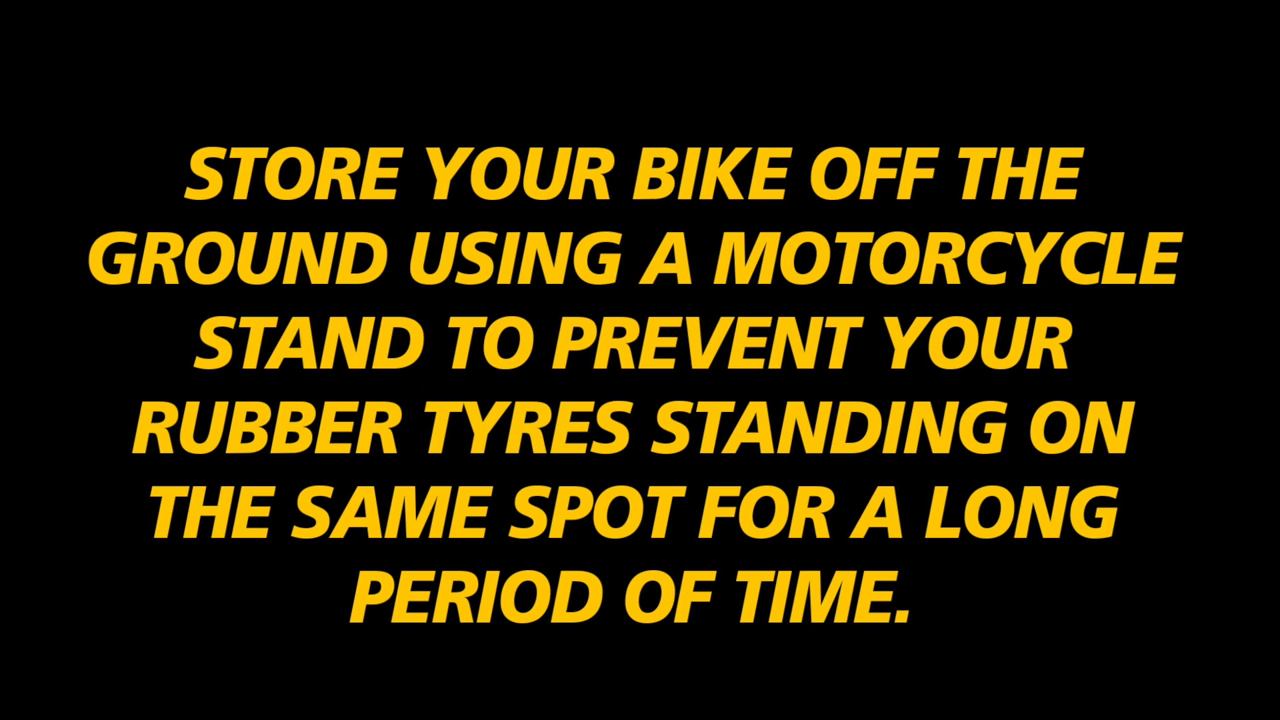 STORE YOUR BIKE OFF THE
GROUND USING A MOTORCYCLE
STAND TO PREVENT YOUR
RUBBER TYRES STANDING ON
THE SAME SPOT FOR A LONG
PERIOD OF TIME.